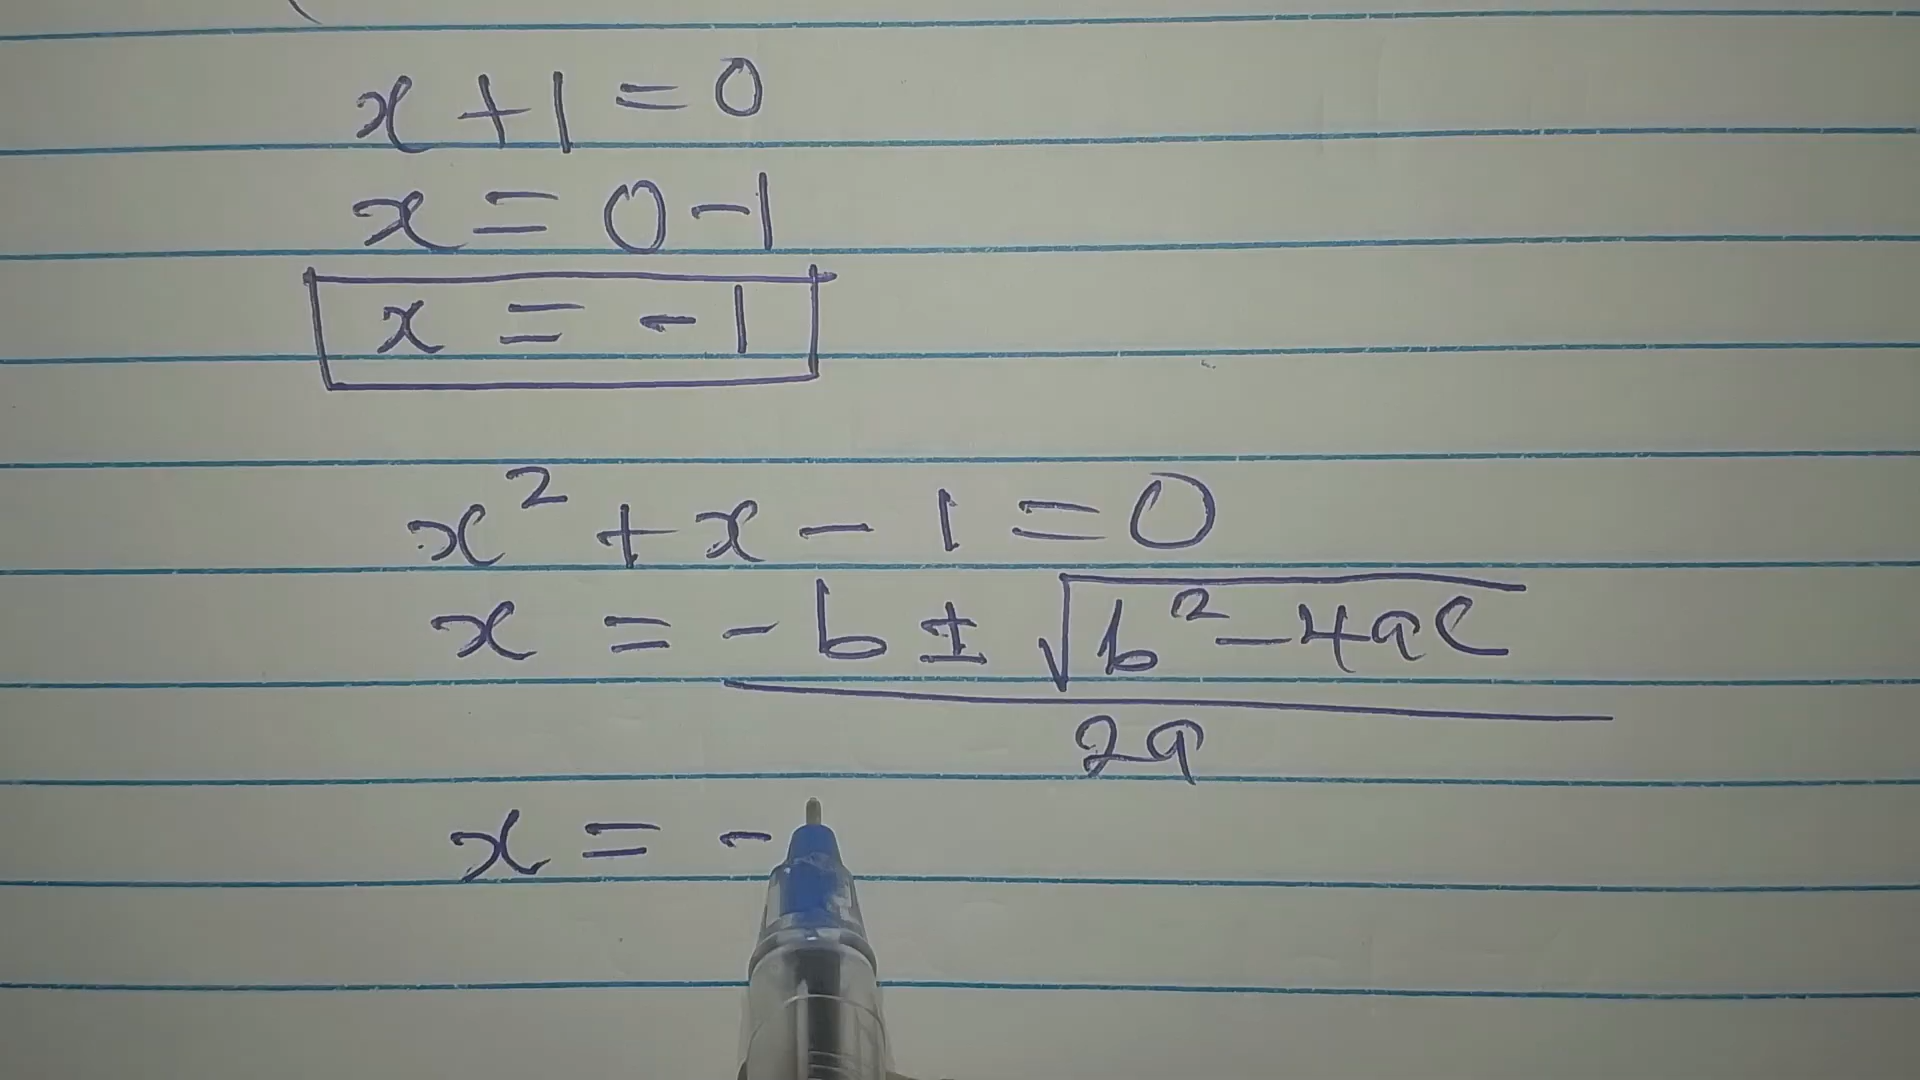 x + 1 = 0
x = 0 - 1
x = - 1
x² + x - 1 = 0
x = - b ± √b² - 4ac
2a
x = -